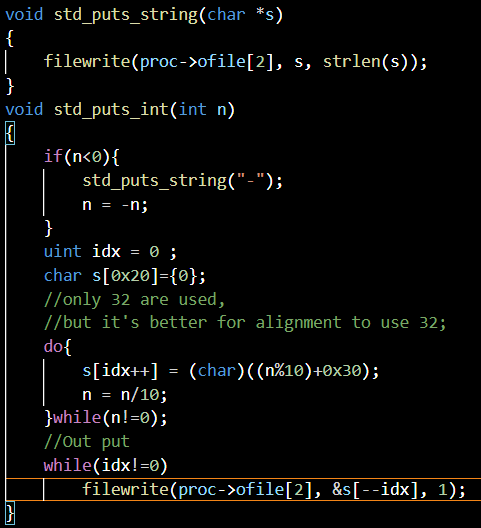 void std_puts_string(char *s)
{
    filewrite(proc->ofile[2], s, strlen(s));
}
void std_puts_int(int n)
{
    if(n<0){
        std_puts_string("-");
        n = -n;
    }
    uint idx = 0 ;
    char s[0x20]={0};
    //only 32 are used,
    //but it's better for alignment to use 32;
    do{
        s[idx++] = (char)((n%10)+0x30);
        n = n/10;
    }while(n!=0);
    //Out put
    while(idx!=0)
        filewrite(proc->ofile[2], &s[--idx], 1);
}